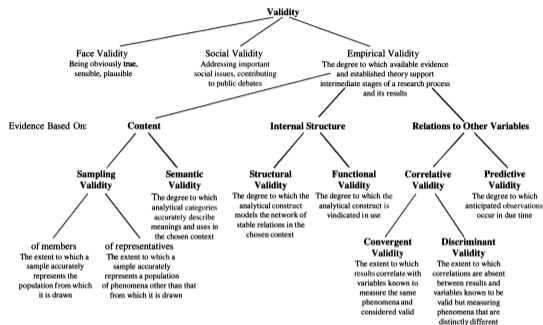 Validity
Face Validity
Being obviously true,
sensible, plausible
Social Validity
Addressing important
social issues, contributing
to public debates
Empirical Validity
The degree to which available evidence
and established theory support
intermediate stages of a research process
and its results
Evidence Based On:
Content
Internal Structure
Relations to Other Variables
Sampling
Validity
Semantic
Validity
The degree to which
analytical categories
accurately describe
meanings and uses in
the chosen context
Structural
Validity
The degree to which the
analytical construct
models the network of
stable relations in the
chosen context
Functional
Validity
The degree to which the
analytical construct is
vindicated in use
Correlative
Validity
Predictive
Validity
The degree to which
anticipated observations
occur in due time
of members
The extent to which a
sample accurately
represents the
population from which
it is drawn
of representatives
The extent to which a
sample accurately
represents a population
of phenomena other than that
from which it is drawn
Convergent
Validity
The extent to which
results correlate with
variables known to
measure the same
phenomena and
considered valid
Discriminant
Validity
The extent to which
correlations are absent
between results and
variables known to be
valid but measuring
phenomena that are
distinctly different